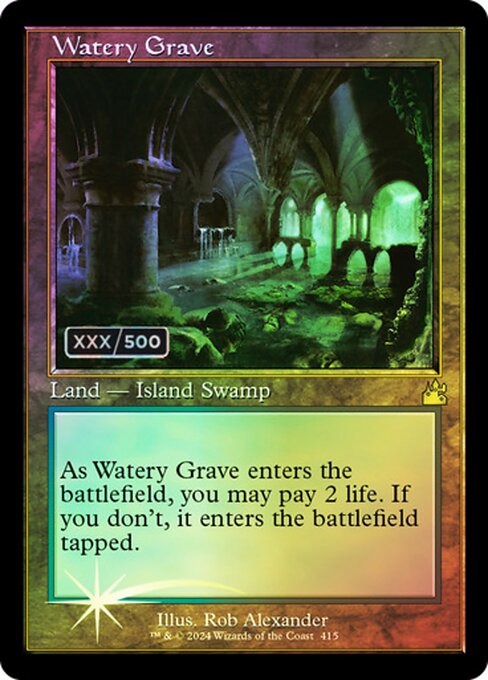 Watery Grave
XXX/500
Land — Island Swamp
As Watery Grave enters the
battlefield, you may pay 2 life. If
you don't, it enters the battlefield
tapped.
Illus. Rob Alexander
™ & © 2024 Wizards of the Coast 415